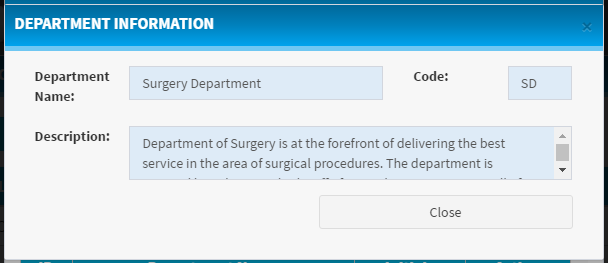 DEPARTMENT INFORMATION
×
Department Name:
Surgery Department
Code:
SD
Description:
Department of Surgery is at the forefront of delivering the best
service in the area of surgical procedures. The department is
Close